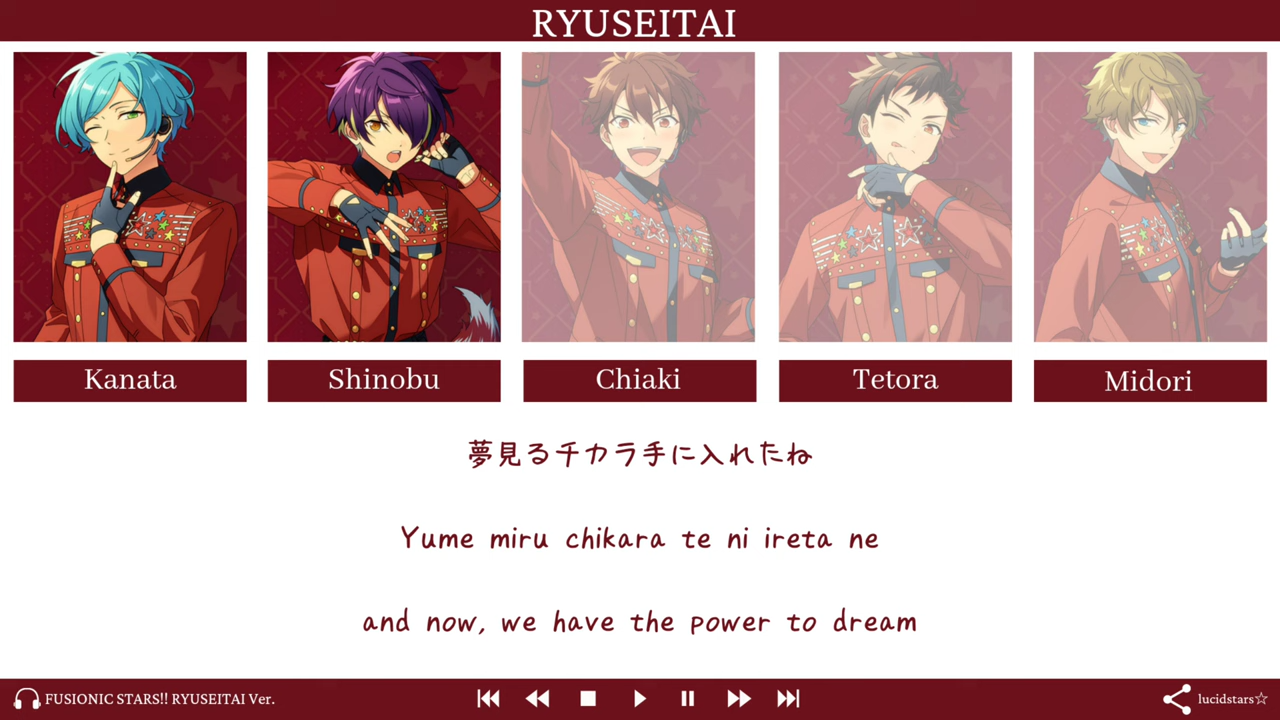 RYUSEITAI
Kanata
Shinobu
Chiaki
Tetora
Midori
夢見るチカラ手に入れたね
Yume miru chikara te ni ireta ne
and now, we have the power to dream
FUSIONIC STARS!! RYUSEITAI Ver.
lucidstars☆